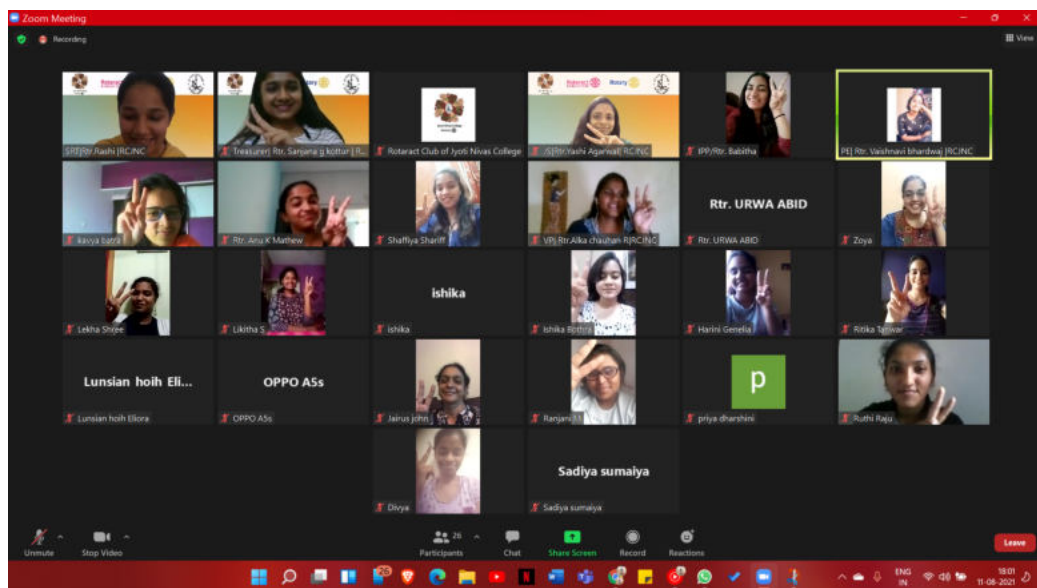 Zoom Meeting
Recording
View
Rotaract
Rotary
SRT|Rtr.Rashi |RCJNC
Treasurer| Rtr. Sanjana g kottur | R...
Rotaract Club of Jyoti Nivas College
JS|Rtr.Yashi Agarwal| RCJNC
IPP/Rtr. Babitha
PE| Rtr. Vaishnavi bhardwaj |RCJNC
kavya batra
Rtr. Anu K Mathew
Shaffiya Shariff
VP| Rtr.Alka chauhan R|RCJNC
Rtr. URWA ABID
Rtr. URWA ABID
Zoya
Lekha Shree
Likitha S
ishika
ishika
Ishika Bothra
Harini Genelia
Ritika Tanwar
Lunsian hoih Eli...
Lunsian hoih Eliora
OPPO A5s
OPPO A5s
Jairus john
Ranjani
p
priya dharshini
Ruthi Raju
Divya
Sadiya sumaiya
Sadiya sumaiya
Unmute
Stop Video
26
Participants
Chat
Share Screen
Record
Reactions
Leave
26
ENG
IN
18:01
11-08-2021